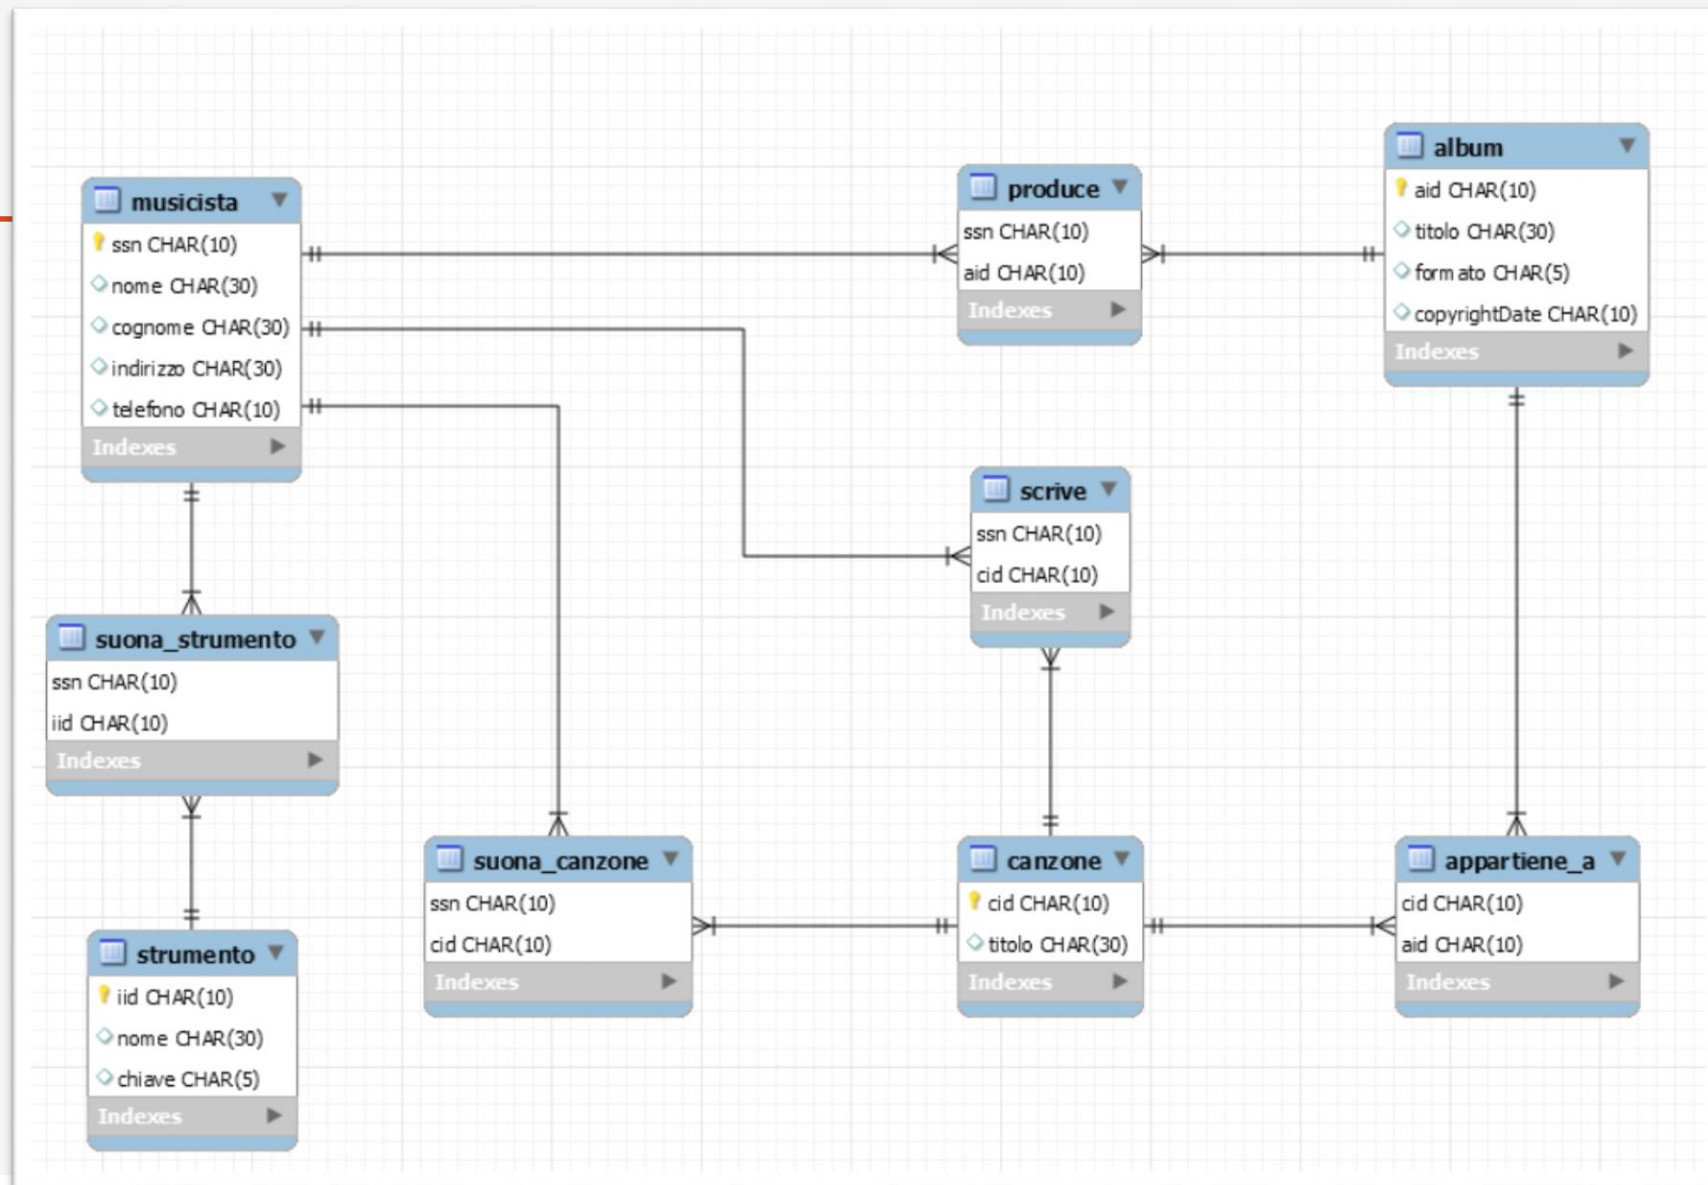 musicista
ssn CHAR(10)
nome CHAR(30)
cognome CHAR(30)
indirizzo CHAR(30)
telefono CHAR(10)
Indexes
produce
ssn CHAR(10)
aid CHAR(10)
Indexes
album
aid CHAR(10)
titolo CHAR(30)
formato CHAR(5)
copyrightDate CHAR(10)
Indexes
scrive
ssn CHAR(10)
cid CHAR(10)
Indexes
suona_strumento
ssn CHAR(10)
iid CHAR(10)
Indexes
strumento
iid CHAR(10)
nome CHAR(30)
chiave CHAR(5)
Indexes
suona_canzone
ssn CHAR(10)
cid CHAR(10)
Indexes
canzone
cid CHAR(10)
titolo CHAR(30)
Indexes
appartiene_a
cid CHAR(10)
aid CHAR(10)
Indexes